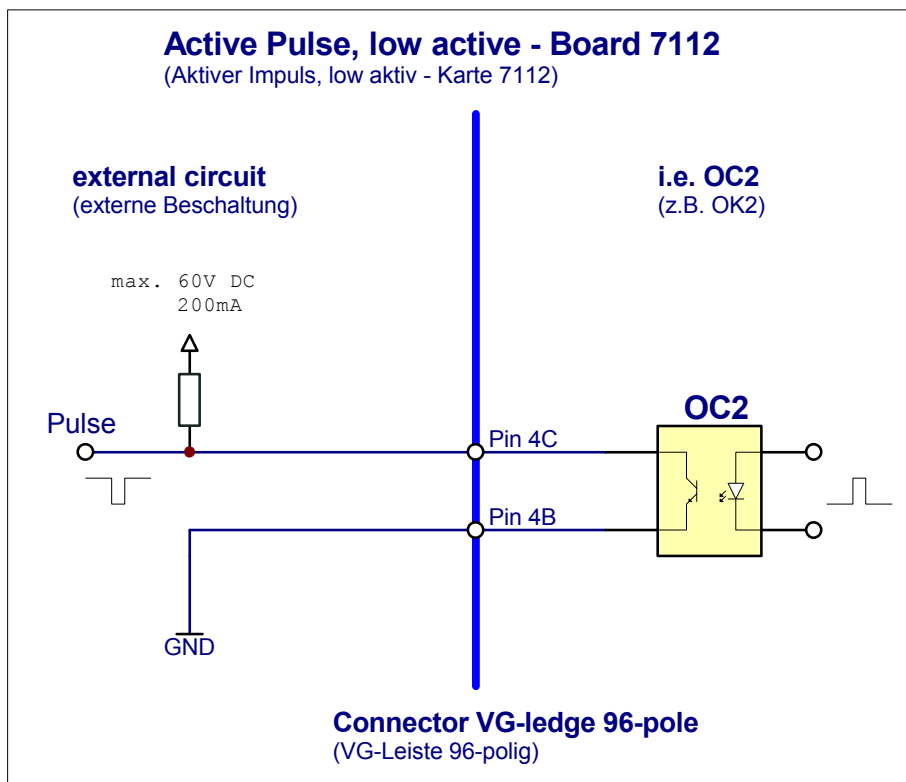 Active Pulse, low active - Board 7112
(Aktiver Impuls, low aktiv - Karte 7112)
external circuit
(externe Beschaltung)
i.e. OC2
(z.B. OK2)
max. 60V DC
200mA
OC2
Pulse
Pin 4C
Pin 4B
GND
Connector VG-ledge 96-pole
(VG-Leiste 96-polig)